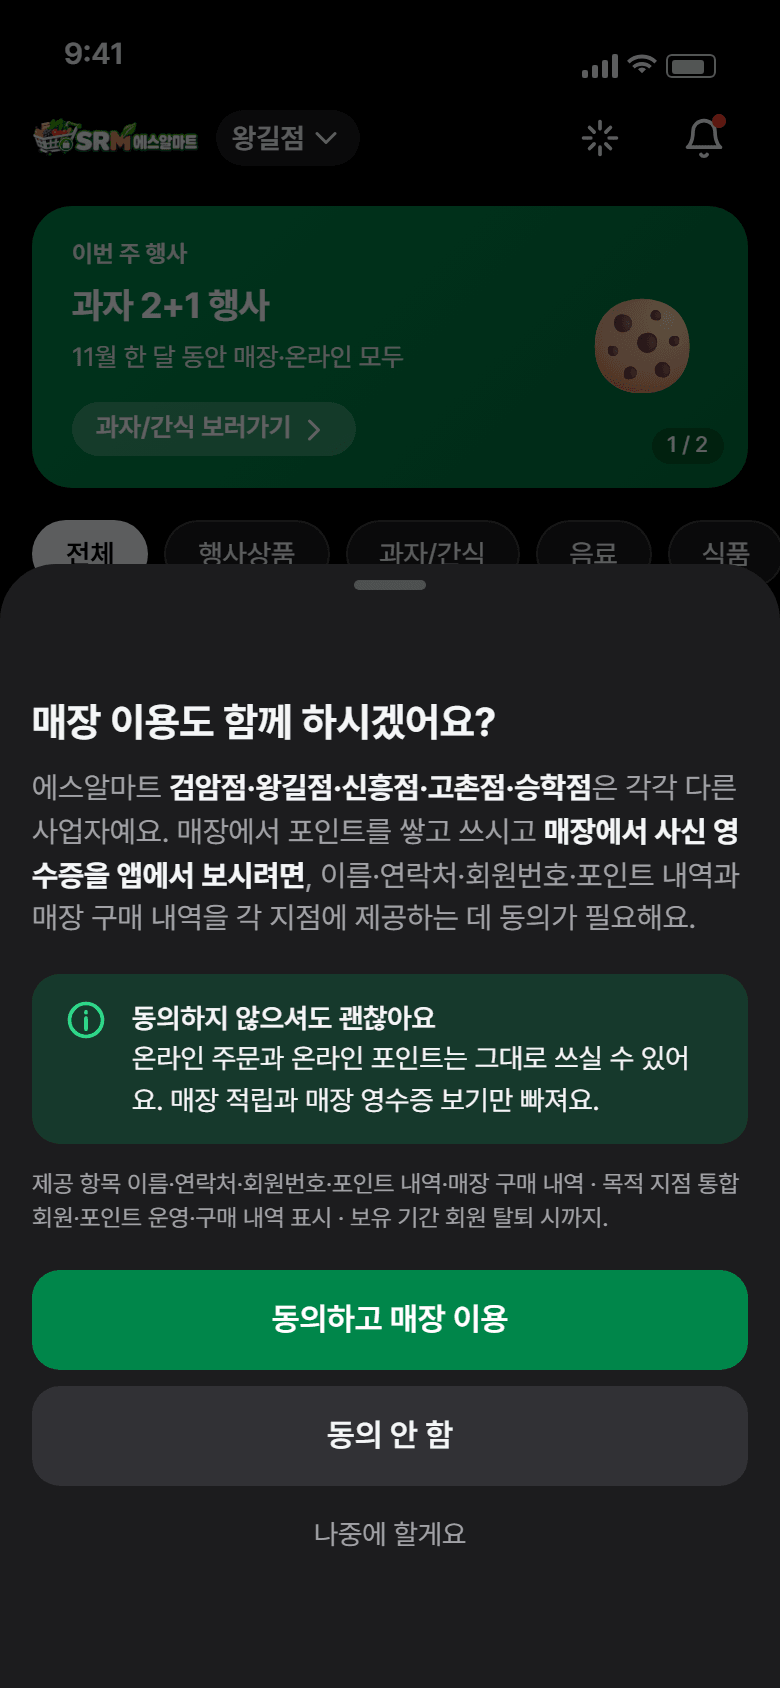 9:41
SRM 에스알마트
왕길점
이번 주 행사
과자 2+1 행사
11월 한 달 동안 매장·온라인 모두
과자/간식 보러가기
1 / 2
전체
행사상품
과자/간식
음료
식품
매장 이용도 함께 하시겠어요?
에스알마트 검암점·왕길점·신흥점·고촌점·승학점은 각각 다른
사업자예요. 매장에서 포인트를 쌓고 쓰시고 매장에서 사신 영
수증을 앱에서 보시려면, 이름·연락처·회원번호·포인트 내역과
매장 구매 내역을 각 지점에 제공하는 데 동의가 필요해요.
동의하지 않으셔도 괜찮아요
온라인 주문과 온라인 포인트는 그대로 쓰실 수 있어
요. 매장 적립과 매장 영수증 보기만 빠져요.
제공 항목 이름·연락처·회원번호·포인트 내역·매장 구매 내역 · 목적 지점 통합
회원·포인트 운영·구매 내역 표시 · 보유 기간 회원 탈퇴 시까지.
동의하고 매장 이용
동의 안 함
나중에 할게요